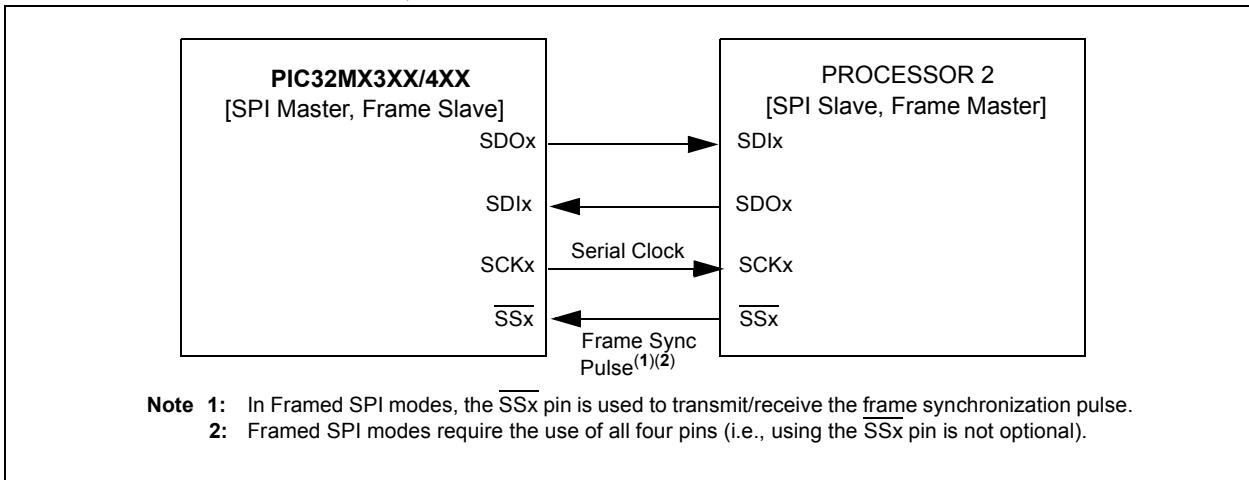 PIC32MX3XX/4XX
[SPI Master, Frame Slave]
PROCESSOR 2
[SPI Slave, Frame Master]
SDOx
SDIx
SDIx
SDOx
SCKx
Serial Clock
SCKx
SSx
SSx
Frame Sync
Pulse(1)(2)
Note 1: In Framed SPI modes, the SSx pin is used to transmit/receive the frame synchronization pulse.
2: Framed SPI modes require the use of all four pins (i.e., using the SSx pin is not optional).